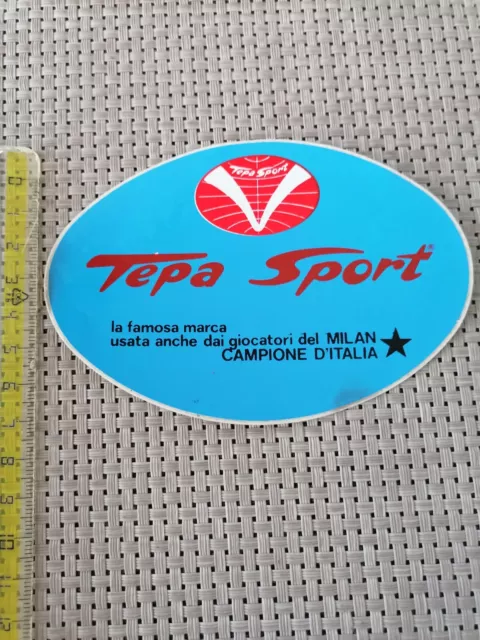 Tepa Sport
Tepa Sport®
la famosa marca
usata anche dai giocatori del MILAN
CAMPIONE D'ITALIA